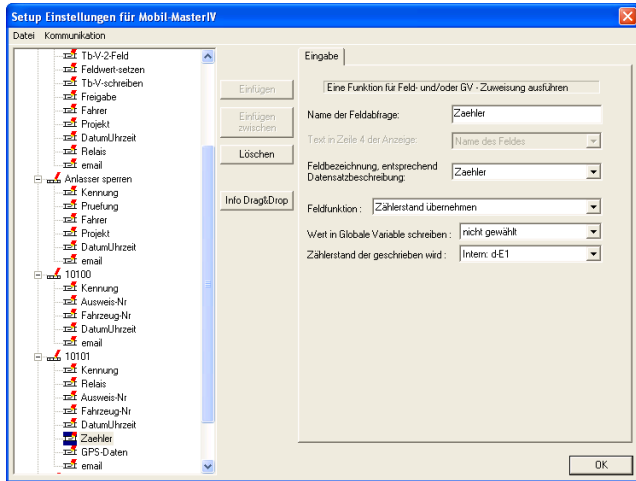 Setup Einstellungen für Mobil-MasterIV
Datei Kommunikation
Tb-V-2-Feld
Feldwert-setzen
Tb-V-schreiben
Freigabe
Fahrer
Projekt
DatumUhrzeit
Relais
email
Anlasser sperren
Kennung
Pruefung
Fahrer
Projekt
DatumUhrzeit
email
10100
Kennung
Ausweis-Nr
Fahrzeug-Nr
DatumUhrzeit
email
10101
Kennung
Relais
Ausweis-Nr
Fahrzeug-Nr
DatumUhrzeit
Zaehler
GPS-Daten
email
Einfügen
Einfügen
zwischen
Löschen
Info Drag&Drop
Eingabe
Eine Funktion für Feld- und/oder GV - Zuweisung ausführen
Name der Feldabfrage: Zaehler
Text in Zeile 4 der Anzeige: Name des Feldes
Feldbezeichnung, entsprechend
Datensatzbeschreibung: Zaehler
Feldfunktion : Zählerstand übernehmen
Wert in Globale Variable schreiben : nicht gewählt
Zählerstand der geschrieben wird : Intern: d-E1
OK